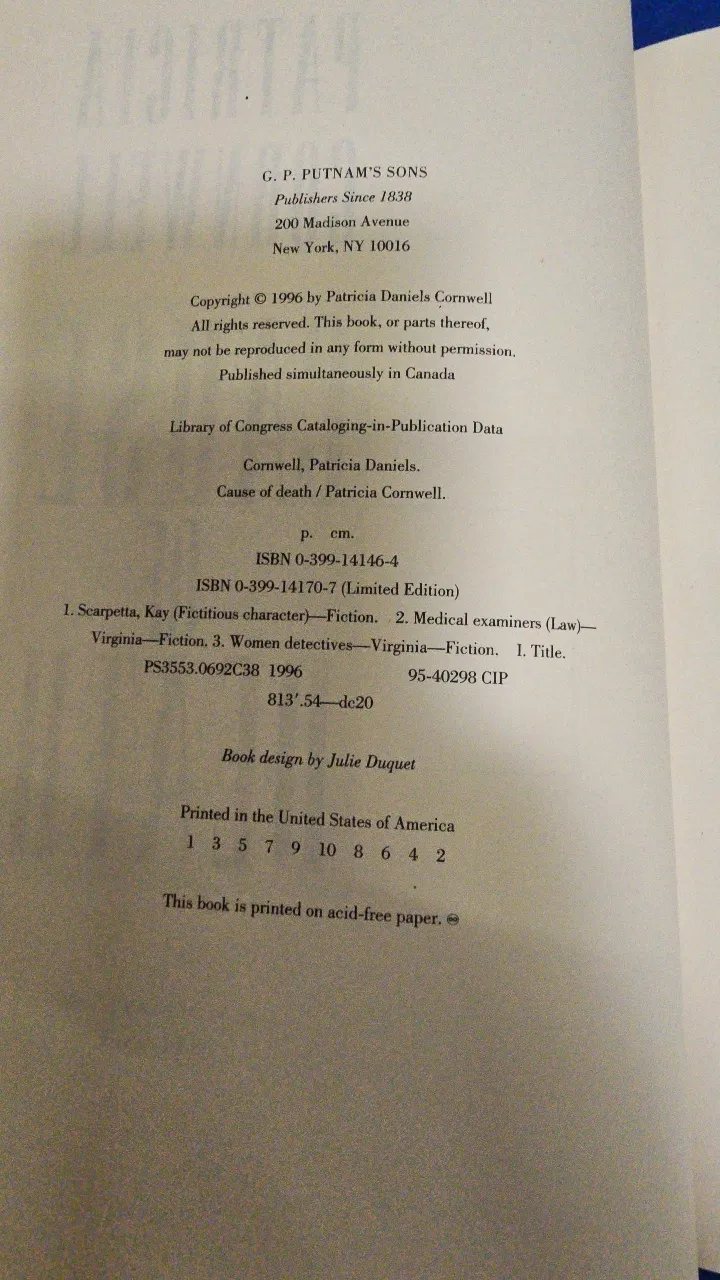 G. P. PUTNAM'S SONS
Publishers Since 1838
200 Madison Avenue
New York, NY 10016
Copyright © 1996 by Patricia Daniels Cornwell
All rights reserved. This book, or parts thereof,
may not be reproduced in any form without permission.
Published simultaneously in Canada
Library of Congress Cataloging-in-Publication Data
Cornwell, Patricia Daniels.
Cause of death / Patricia Cornwell.
p. cm.
ISBN 0-399-14146-4
ISBN 0-399-14170-7 (Limited Edition)
1. Scarpetta, Kay (Fictitious character)—Fiction. 2. Medical examiners (Law)—
Virginia—Fiction. 3. Women detectives—Virginia—Fiction. I. Title.
PS3553.0692C38 1996 95-40298 CIP
813'.54—dc20
Book design by Julie Duquet
Printed in the United States of America
1 3 5 7 9 10 8 6 4 2
This book is printed on acid-free paper. ♾